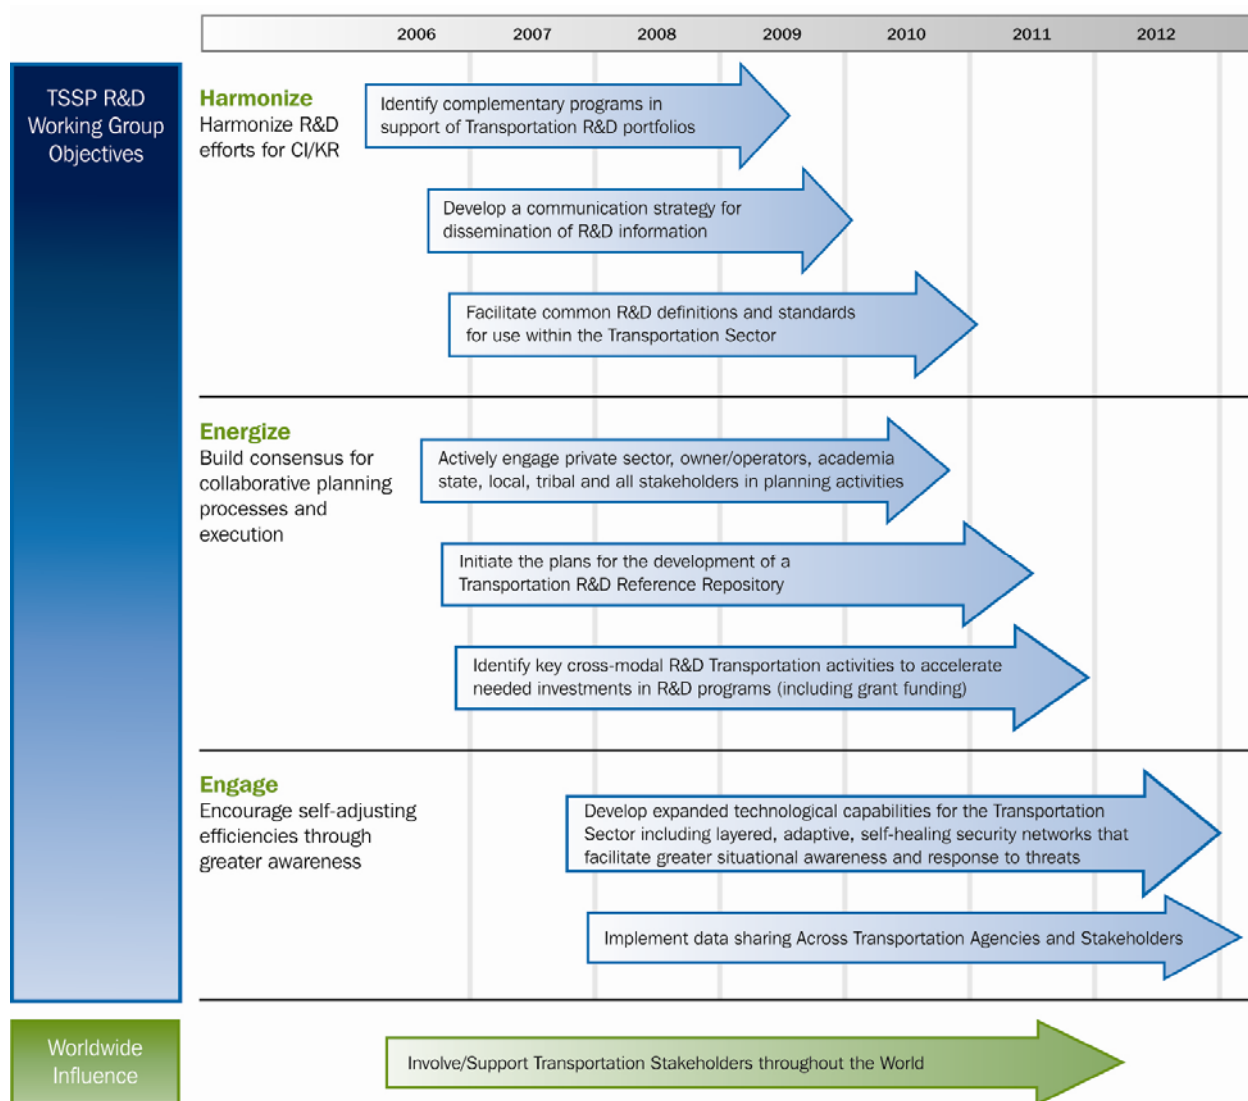 2006 2007 2008 2009 2010 2011 2012
TSSP R&D
Working Group
Objectives
Harmonize
Harmonize R&D
efforts for CI/KR
Identify complementary programs in
support of Transportation R&D portfolios
Develop a communication strategy for
dissemination of R&D information
Facilitate common R&D definitions and standards
for use within the Transportation Sector
Energize
Build consensus for
collaborative planning
processes and
execution
Actively engage private sector, owner/operators, academia
state, local, tribal and all stakeholders in planning activities
Initiate the plans for the development of a
Transportation R&D Reference Repository
Identify key cross-modal R&D Transportation activities to accelerate
needed investments in R&D programs (including grant funding)
Engage
Encourage self-adjusting
efficiencies through
greater awareness
Develop expanded technological capabilities for the Transportation
Sector including layered, adaptive, self-healing security networks that
facilitate greater situational awareness and response to threats
Implement data sharing Across Transportation Agencies and Stakeholders
Worldwide
Influence
Involve/Support Transportation Stakeholders throughout the World